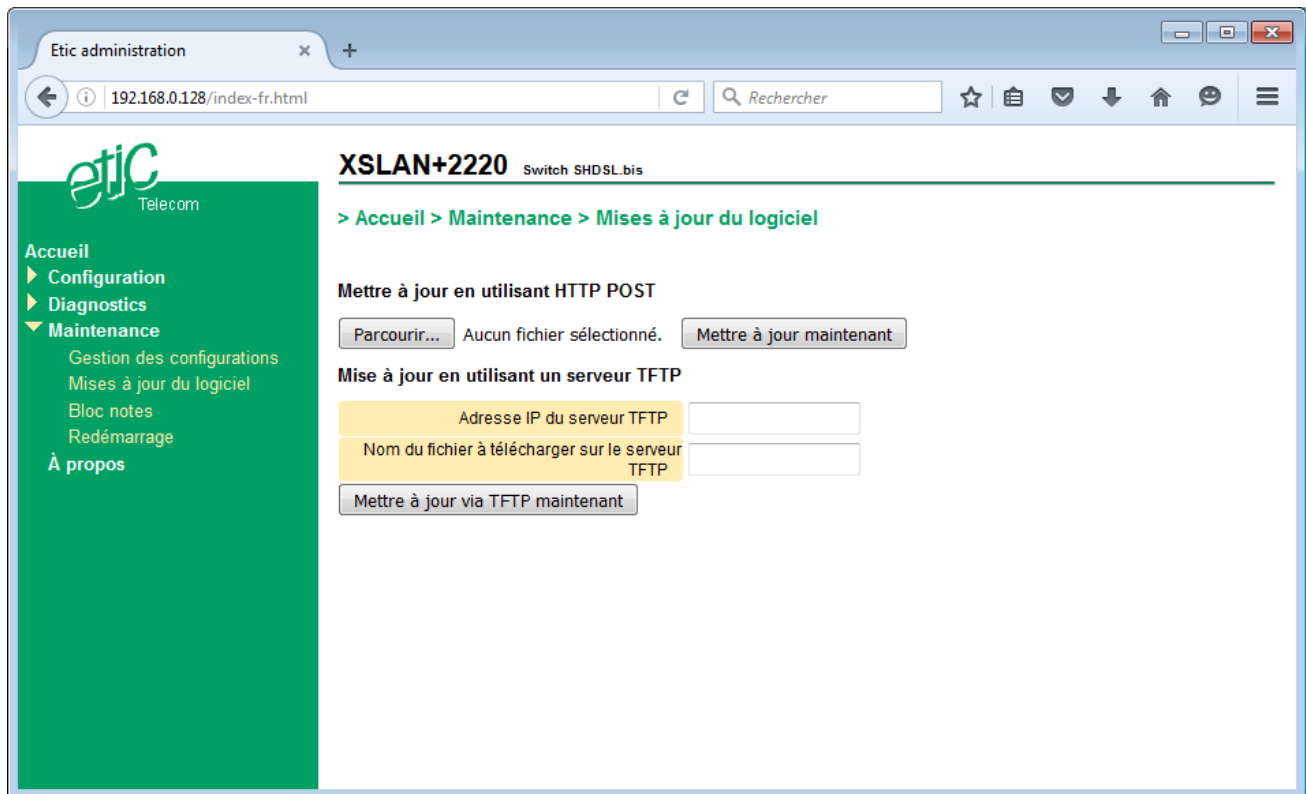 Etic administration
192.168.0.128/index-fr.html
Rechercher
etic
Telecom
XSLAN+2220 Switch SHDSL.bis
> Accueil > Maintenance > Mises à jour du logiciel
Accueil
Configuration
Diagnostics
Maintenance
Gestion des configurations
Mises à jour du logiciel
Bloc notes
Redémarrage
À propos
Mettre à jour en utilisant HTTP POST
Parcourir... Aucun fichier sélectionné. Mettre à jour maintenant
Mise à jour en utilisant un serveur TFTP
Adresse IP du serveur TFTP
Nom du fichier à télécharger sur le serveur
TFTP
Mettre à jour via TFTP maintenant